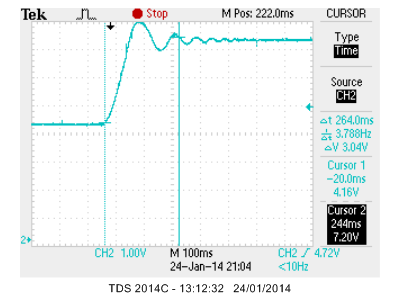 Tek Stop M Pos: 222.0ms CURSOR
Type
Time
Source
CH2
Δt 264.0ms
1/Δt 3.788Hz
ΔV 3.04V
Cursor 1
-20.0ms
4.16V
Cursor 2
244ms
7.20V
2
CH2 1.00V M 100ms CH2 / 4.72V
24-Jan-14 21:04 <10Hz
TDS 2014C - 13:12:32 24/01/2014